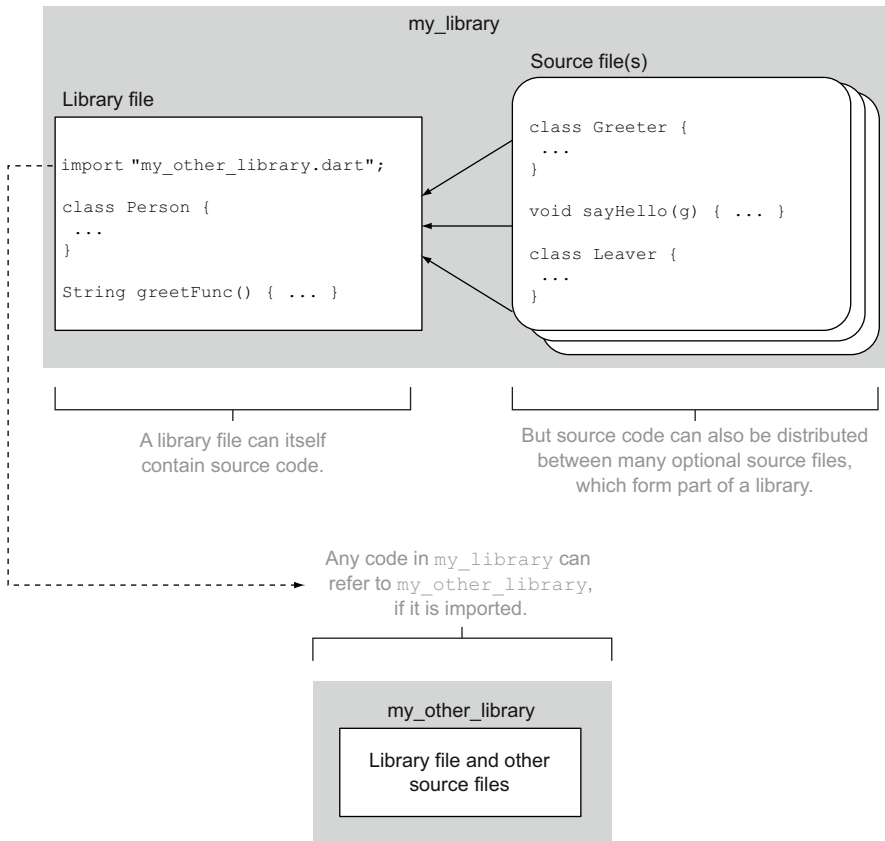 my_library
Library file
import "my_other_library.dart";
class Person {
...
}
String greetFunc() { ... }
Source file(s)
class Greeter {
...
}
void sayHello(g) { ... }
class Leaver {
...
}
A library file can itself
contain source code.
But source code can also be distributed
between many optional source files,
which form part of a library.
Any code in my_library can
refer to my_other_library,
if it is imported.
my_other_library
Library file and other
source files